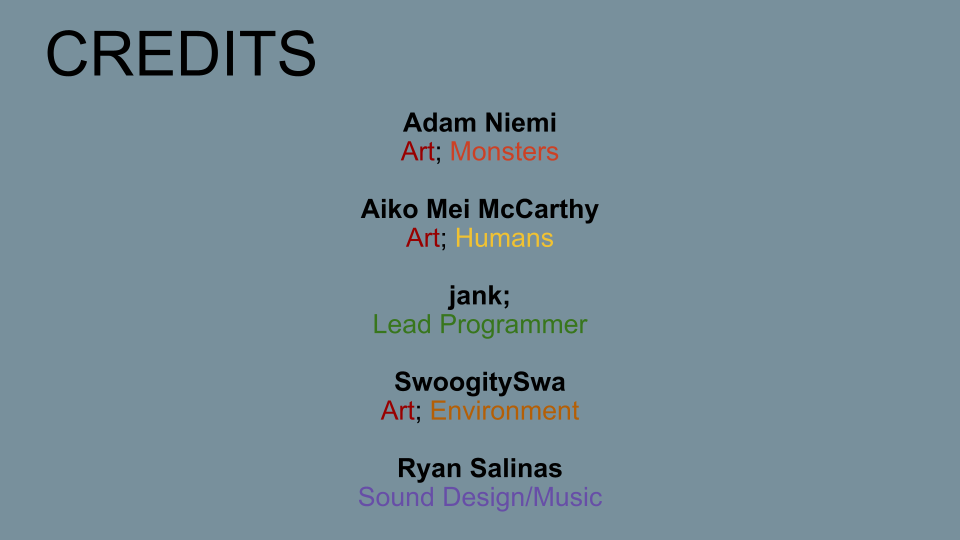 CREDITS
Adam Niemi
Art; Monsters
Aiko Mei McCarthy
Art; Humans
jank;
Lead Programmer
SwoogitySwa
Art; Environment
Ryan Salinas
Sound Design/Music